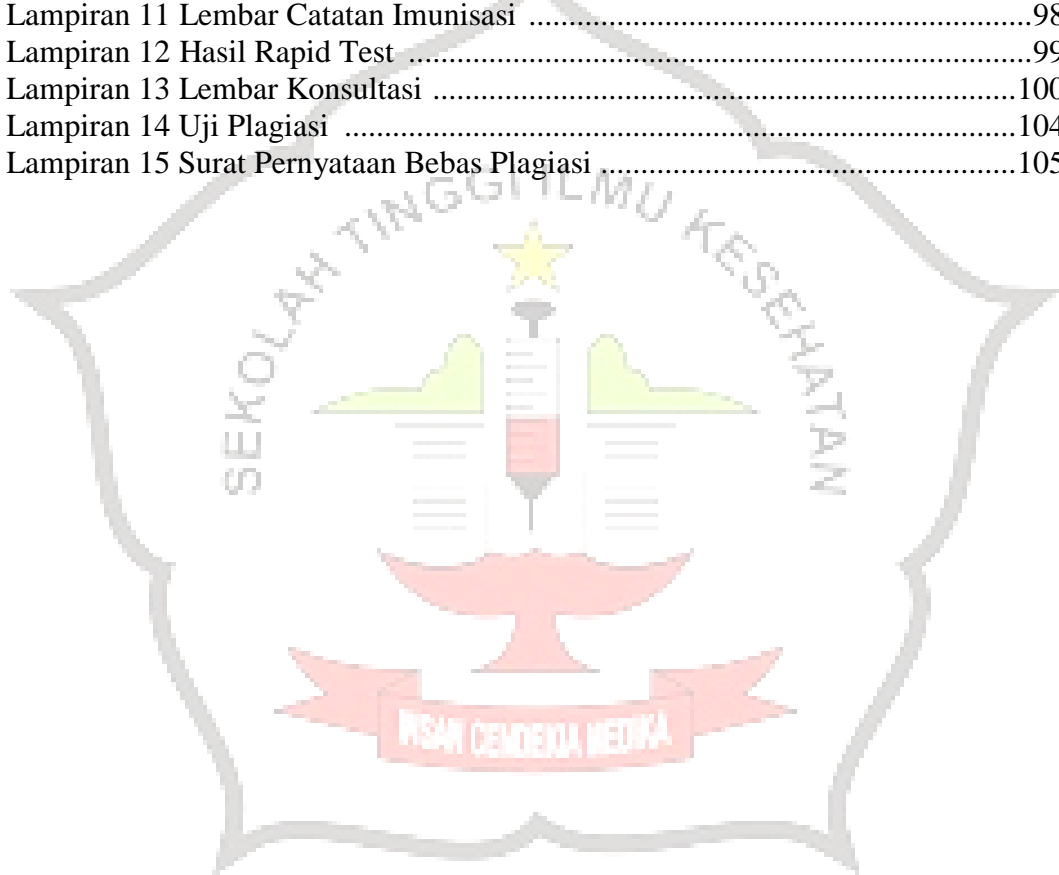 Lampiran 11 Lembar Catatan Imunisasi ........................................................98
Lampiran 12 Hasil Rapid Test ......................................................................99
Lampiran 13 Lembar Konsultasi .................................................................100
Lampiran 14 Uji Plagiasi ...........................................................................104
Lampiran 15 Surat Pernyataan Bebas Plagiasi ..............................................105
SEKOLAH TINGGI ILMU KESEHATAN
INSAN CENDEKIA MEDIKA